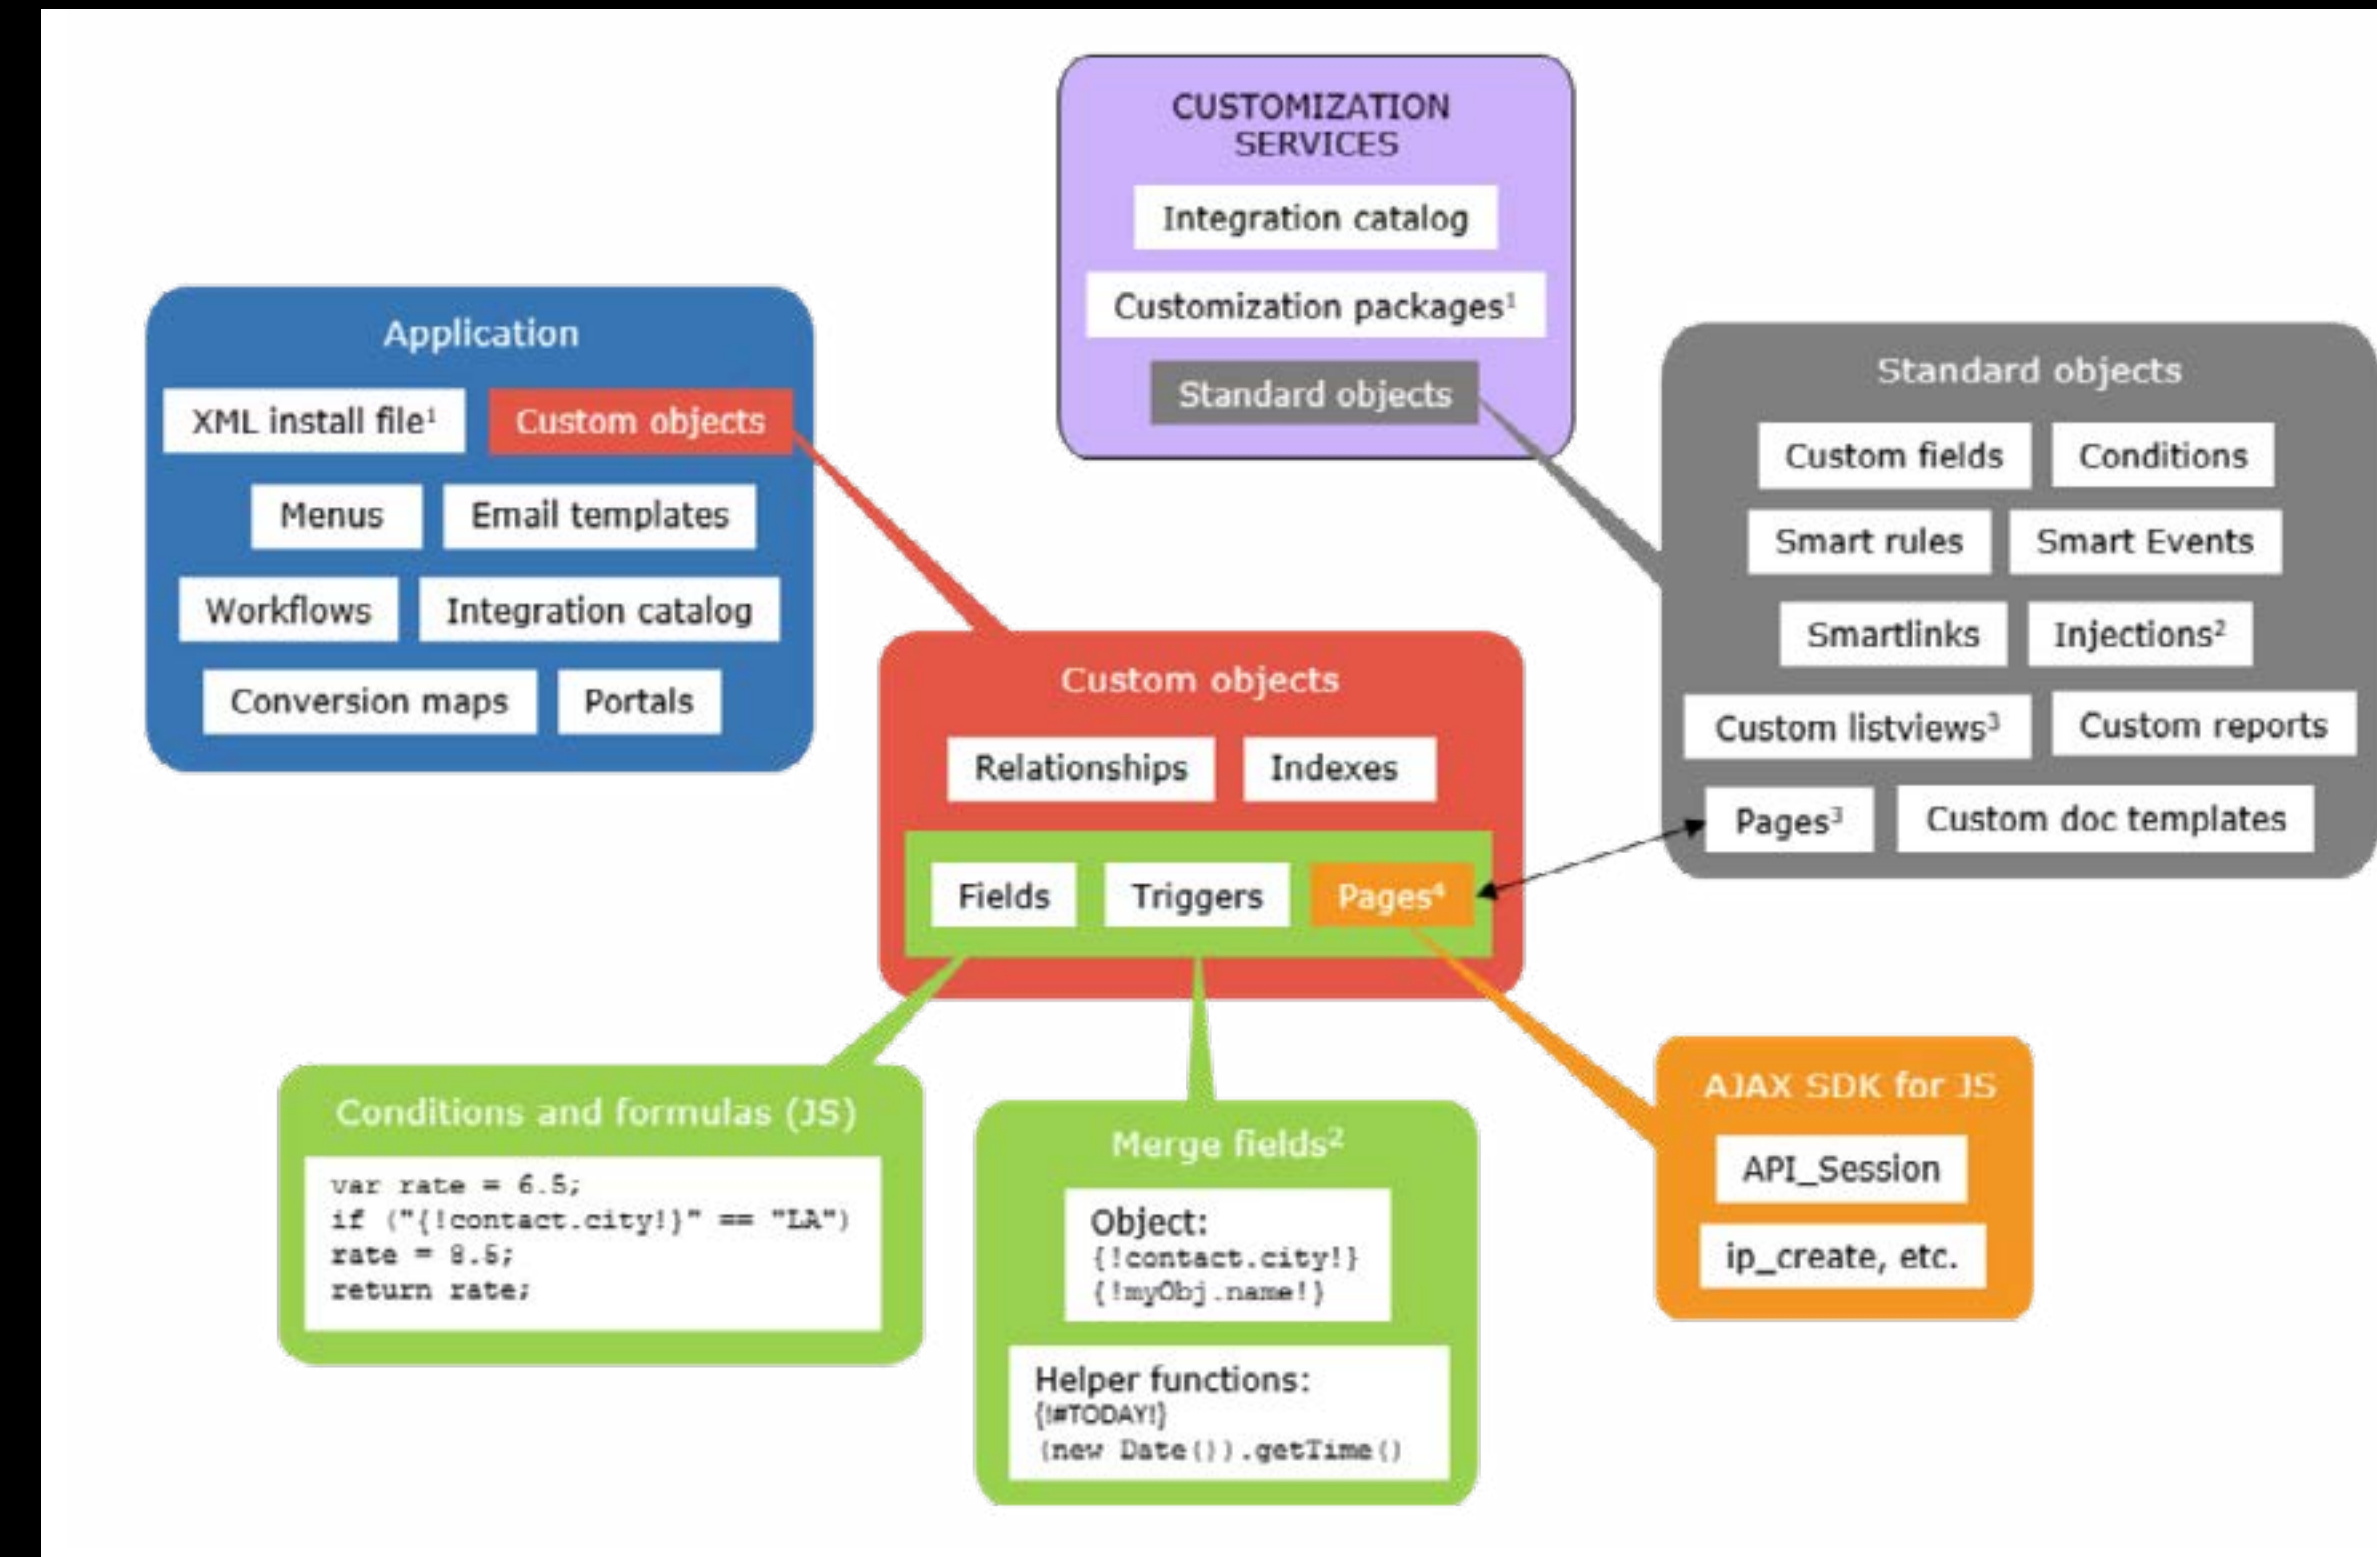 CUSTOMIZATION
SERVICES
Integration catalog
Customization packages¹
Standard objects
Application
XML install file¹
Custom objects
Menus
Email templates
Workflows
Integration catalog
Conversion maps
Portals
Standard objects
Custom fields
Conditions
Smart rules
Smart Events
Smartlinks
Injections²
Custom listviews³
Custom reports
Pages³
Custom doc templates
Custom objects
Relationships
Indexes
Fields
Triggers
Pages⁴
Conditions and formulas (JS)
var rate = 6.5;
if ("{!contact.city!}" == "LA")
rate = 8.5;
return rate;
Merge fields²
Object:
{!contact.city!}
{!myObj.name!}
Helper functions:
{!#TODAY!}
(new Date()).getTime()
AJAX SDK for JS
API_Session
ip_create, etc.